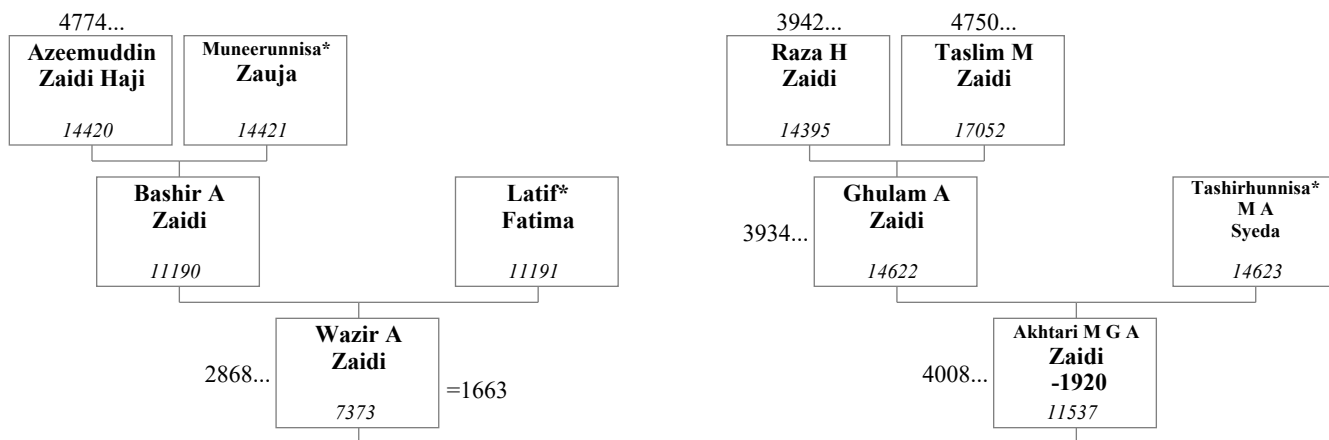 4774...
3942...
4750...
Azeemuddin
Zaidi Haji
14420
Muneerunnisa*
Zauja
14421
Raza H
Zaidi
14395
Taslim M
Zaidi
17052
Bashir A
Zaidi
11190
Latif*
Fatima
11191
3934...
Ghulam A
Zaidi
14622
Tashirhunnisa*
M A
Syeda
14623
2868...
Wazir A
Zaidi
7373
=1663
4008...
Akhtari M G A
Zaidi
-1920
11537